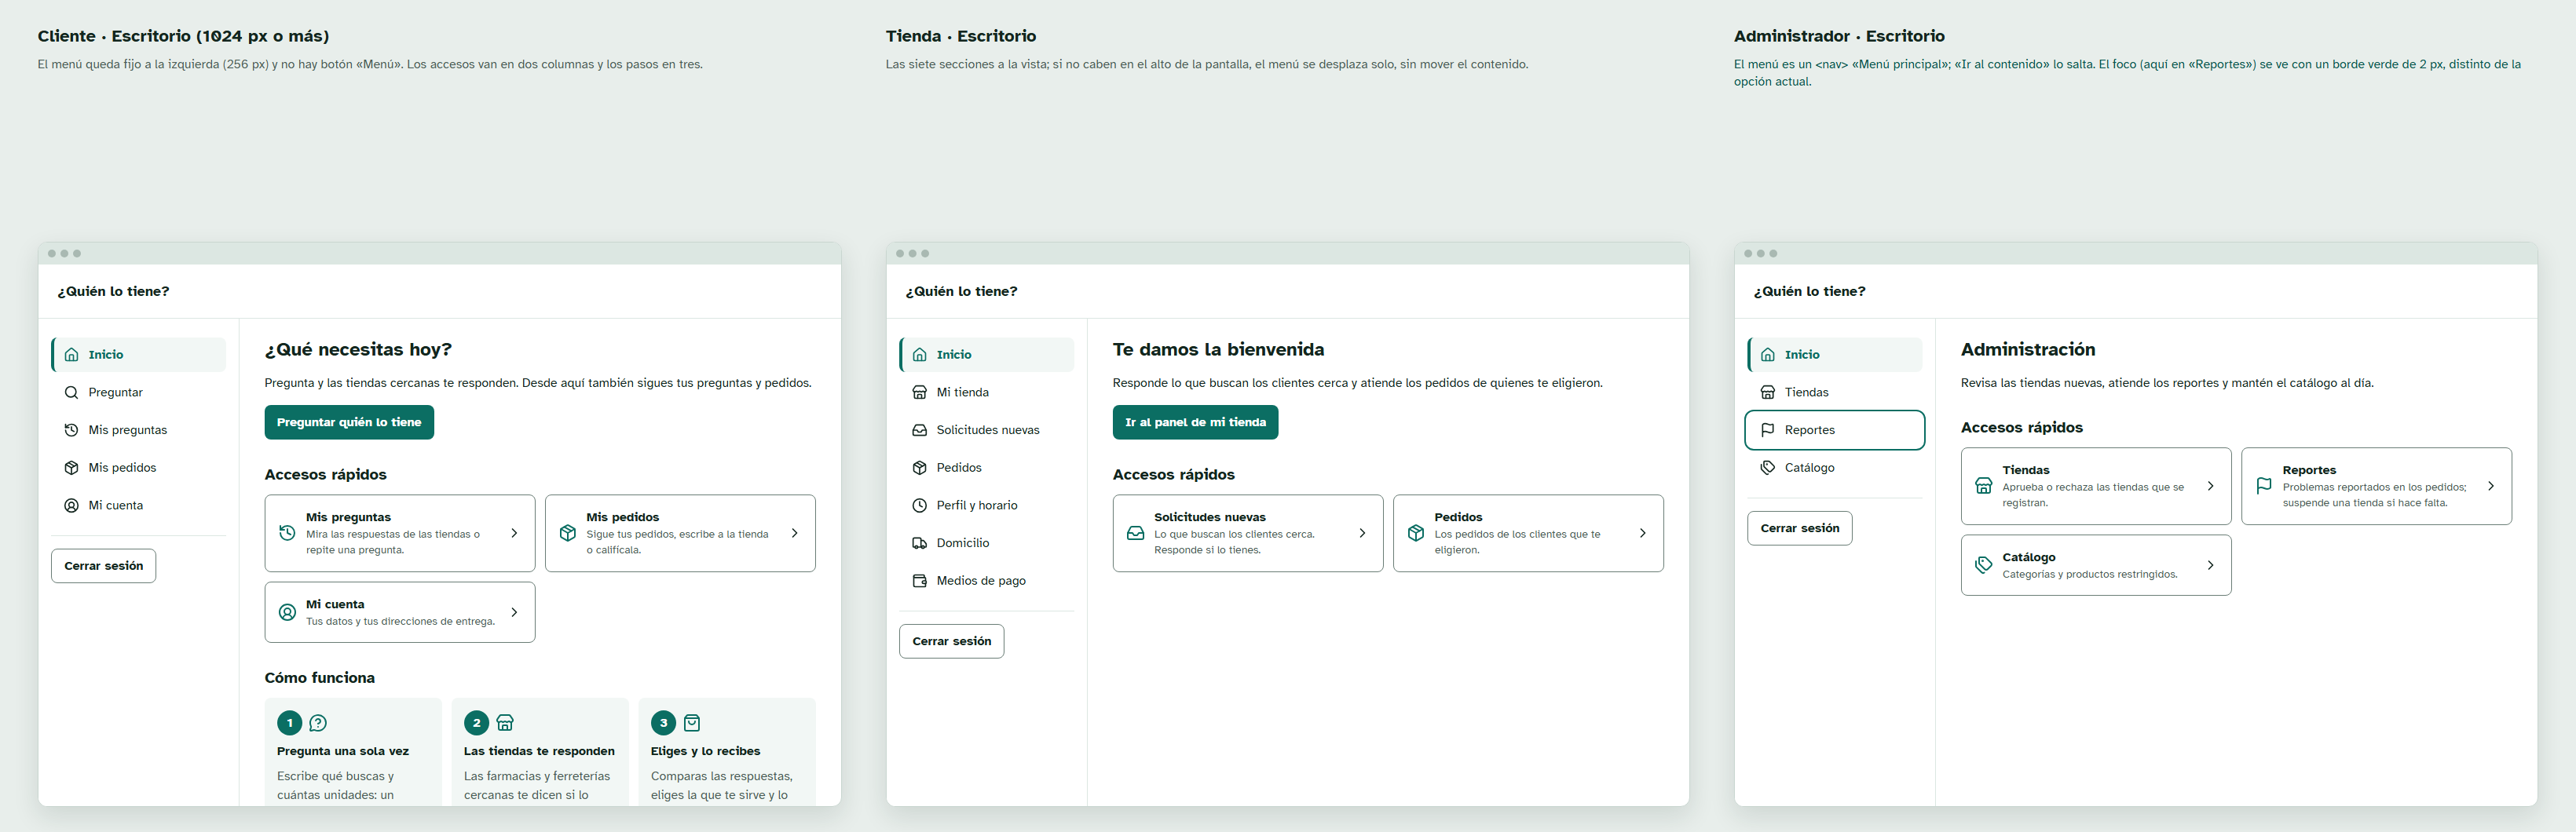 Cliente · Escritorio (1024 px o más)
El menú queda fijo a la izquierda (256 px) y no hay botón «Menú». Los accesos van en dos columnas y los pasos en tres.
¿Quién lo tiene?
Inicio
Preguntar
Mis preguntas
Mis pedidos
Mi cuenta
Cerrar sesión
¿Qué necesitas hoy?
Pregunta y las tiendas cercanas te responden. Desde aquí también sigues tus preguntas y pedidos.
Preguntar quién lo tiene
Accesos rápidos
Mis preguntas
Mira las respuestas de las tiendas o
repite una pregunta.
Mis pedidos
Sigue tus pedidos, escribe a la tienda
o califícala.
Mi cuenta
Tus datos y tus direcciones de entrega.
Cómo funciona
1
Pregunta una sola vez
Escribe qué buscas y
cuántas unidades: un
2
Las tiendas te responden
Las farmacias y ferreterías
cercanas te dicen si lo
3
Eliges y lo recibes
Comparas las respuestas,
eliges la que te sirve y lo
Tienda · Escritorio
Las siete secciones a la vista; si no caben en el alto de la pantalla, el menú se desplaza solo, sin mover el contenido.
¿Quién lo tiene?
Inicio
Mi tienda
Solicitudes nuevas
Pedidos
Perfil y horario
Domicilio
Medios de pago
Cerrar sesión
Te damos la bienvenida
Responde lo que buscan los clientes cerca y atiende los pedidos de quienes te eligieron.
Ir al panel de mi tienda
Accesos rápidos
Solicitudes nuevas
Lo que buscan los clientes cerca.
Responde si lo tienes.
Pedidos
Los pedidos de los clientes que te
eligieron.
Administrador · Escritorio
El menú es un <nav> «Menú principal»; «Ir al contenido» lo salta. El foco (aquí en «Reportes») se ve con un borde verde de 2 px, distinto de la
opción actual.
¿Quién lo tiene?
Inicio
Tiendas
Reportes
Catálogo
Cerrar sesión
Administración
Revisa las tiendas nuevas, atiende los reportes y mantén el catálogo al día.
Accesos rápidos
Tiendas
Aprueba o rechaza las tiendas que se
registran.
Reportes
Problemas reportados en los pedidos;
suspende una tienda si hace falta.
Catálogo
Categorías y productos restringidos.